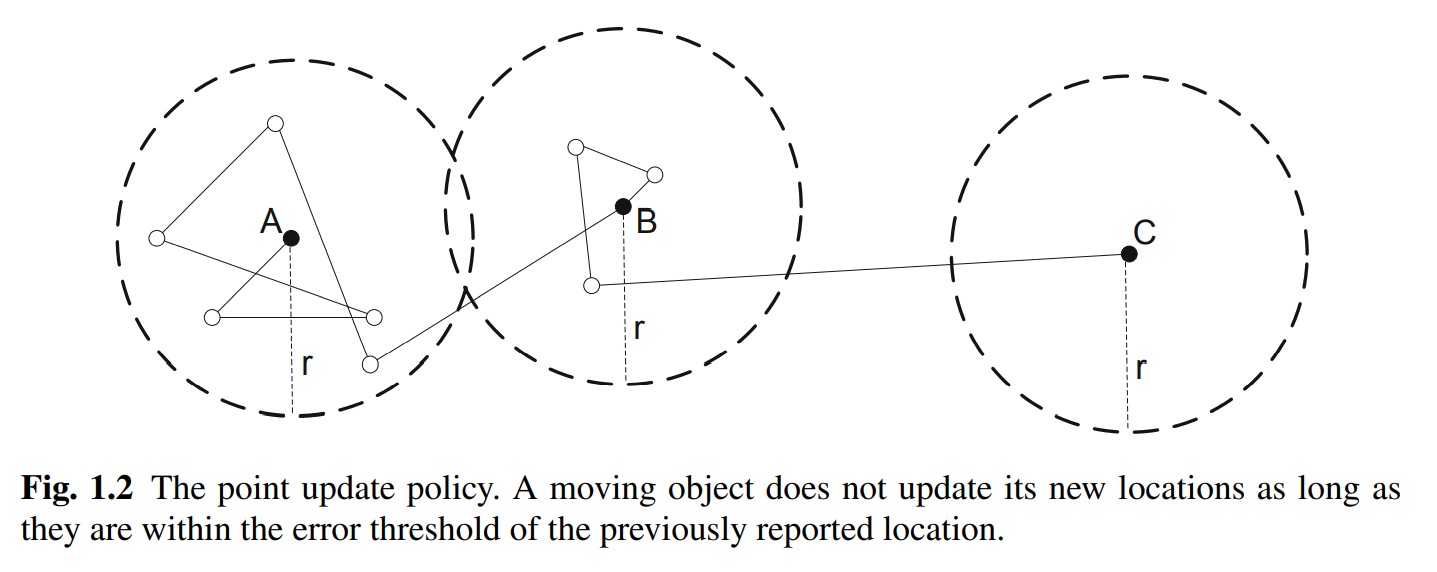 A
B
C
r
r
r
Fig. 1.2 The point update policy. A moving object does not update its new locations as long as
they are within the error threshold of the previously reported location.